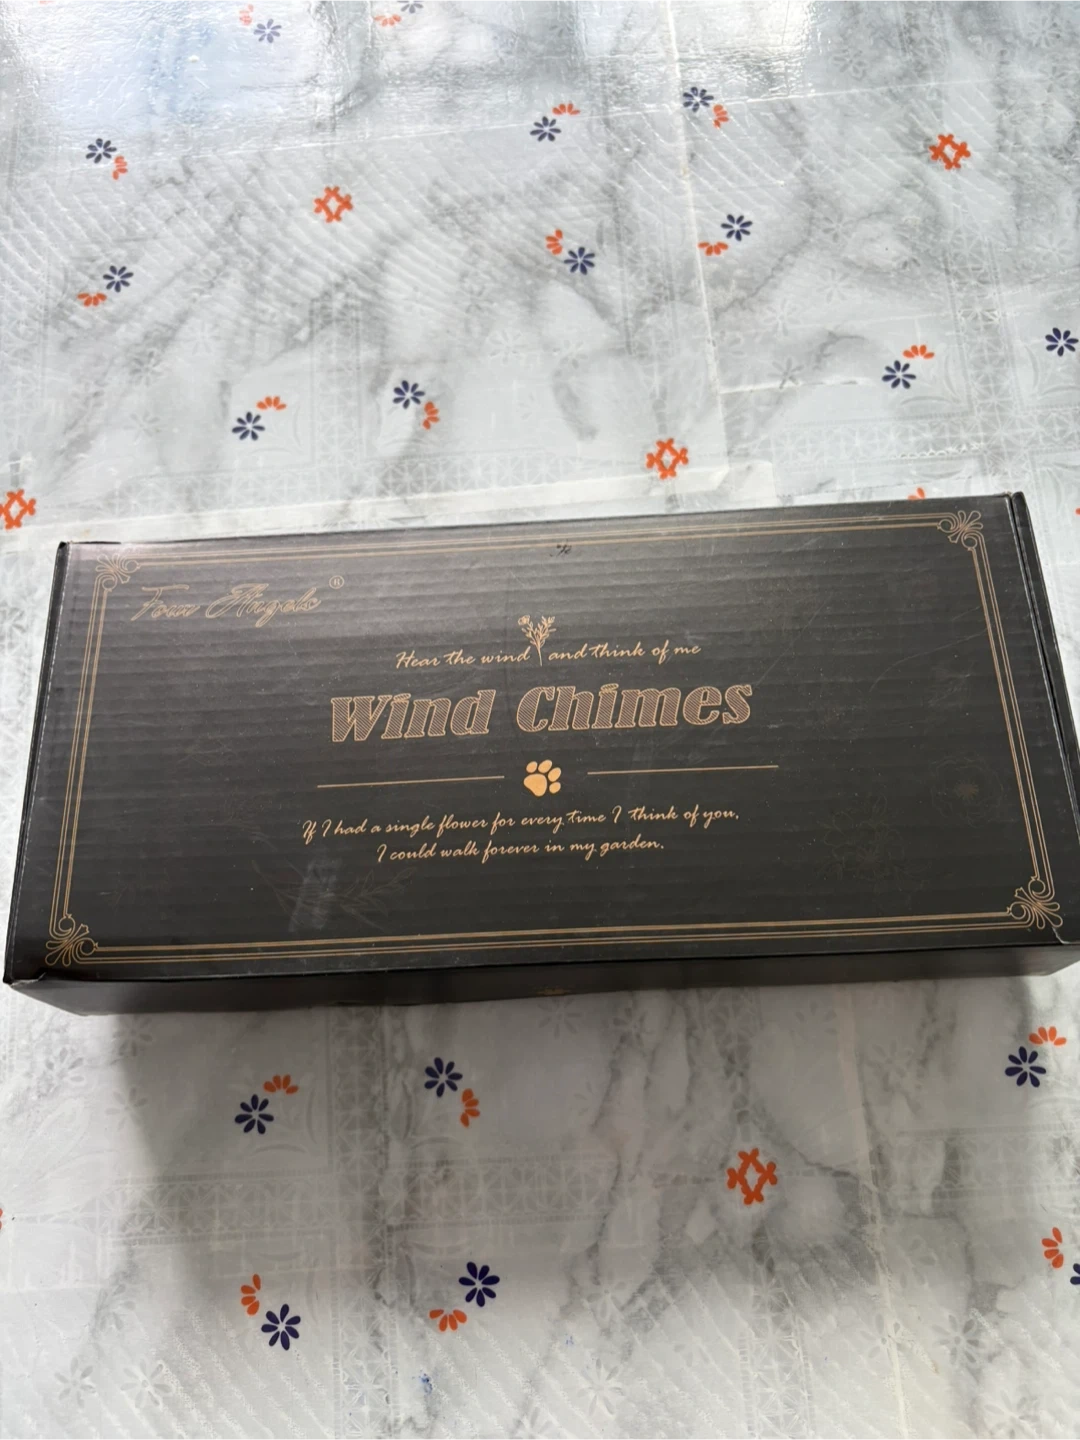 Four Angels®
Hear the wind and think of me
Wind Chimes
If I had a single flower for every time I think of you,
I could walk forever in my garden.